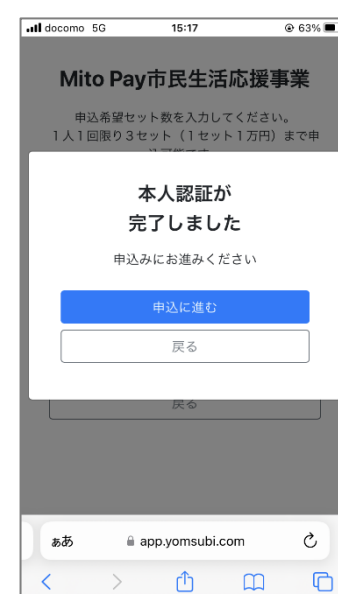 docomo 5G 15:17 63%
Mito Pay市民生活応援事業
申込希望セット数を入力してください。
1人1回限り3セット（1セット1万円）まで申
本人認証が
完了しました
申込みにお進みください
申込に進む
戻る
戻る
ぁあ app.yomsubi.com